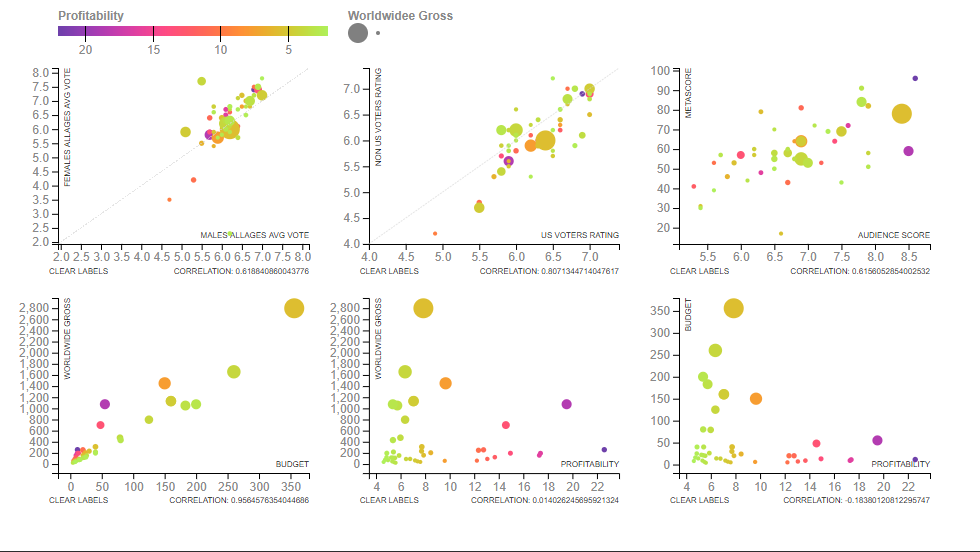 Profitability
Worldwidee Gross
20 15 10 5
FEMALES ALLAGES AVG VOTE
8.0
7.5
7.0
6.5
6.0
5.5
5.0
4.5
4.0
3.5
3.0
2.5
2.0
MALES ALLAGES AVG VOTE
2.0 2.5 3.0 3.5 4.0 4.5 5.0 5.5 6.0 6.5 7.0 7.5 8.0
CLEAR LABELS
CORRELATION: 0.618840860043776
NON US VOTERS RATING
7.0
6.5
6.0
5.5
5.0
4.5
4.0
US VOTERS RATING
4.0 4.5 5.0 5.5 6.0 6.5 7.0
CLEAR LABELS
CORRELATION: 0.8071344714047617
METASCORE
100
90
80
70
60
50
40
30
20
AUDIENCE SCORE
5.5 6.0 6.5 7.0 7.5 8.0 8.5
CLEAR LABELS
CORRELATION: 0.6156052854002532
WORLDWIDE GROSS
2,800
2,600
2,400
2,200
2,000
1,800
1,600
1,400
1,200
1,000
800
600
400
200
0
BUDGET
0 50 100 150 200 250 300 350
CLEAR LABELS
CORRELATION: 0.9564576354044686
WORLDWIDE GROSS
2,800
2,600
2,400
2,200
2,000
1,800
1,600
1,400
1,200
1,000
800
600
400
200
0
PROFITABILITY
4 6 8 10 12 14 16 18 20 22
CLEAR LABELS
CORRELATION: 0.014026245695921324
BUDGET
350
300
250
200
150
100
50
0
PROFITABILITY
4 6 8 10 12 14 16 18 20 22
CLEAR LABELS
CORRELATION: -0.18380120812295747